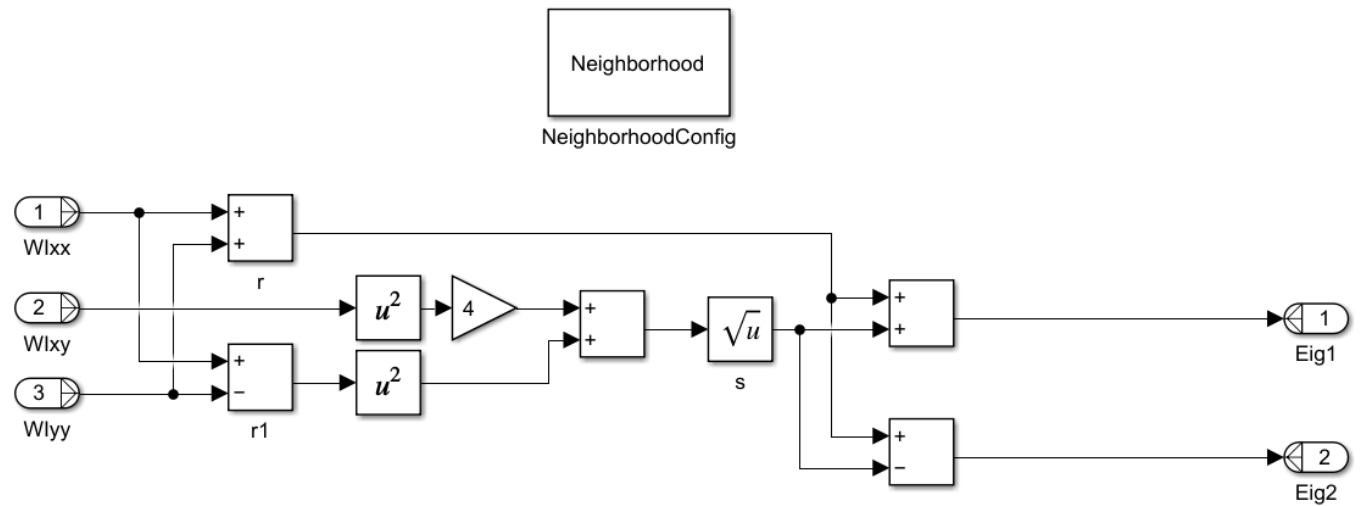 Neighborhood
NeighborhoodConfig
1
WIxx
+
+
r
2
WIxy
u²
4
+
+
√u
s
+
+
1
Eig1
3
WIyy
+
−
r1
u²
+
−
2
Eig2